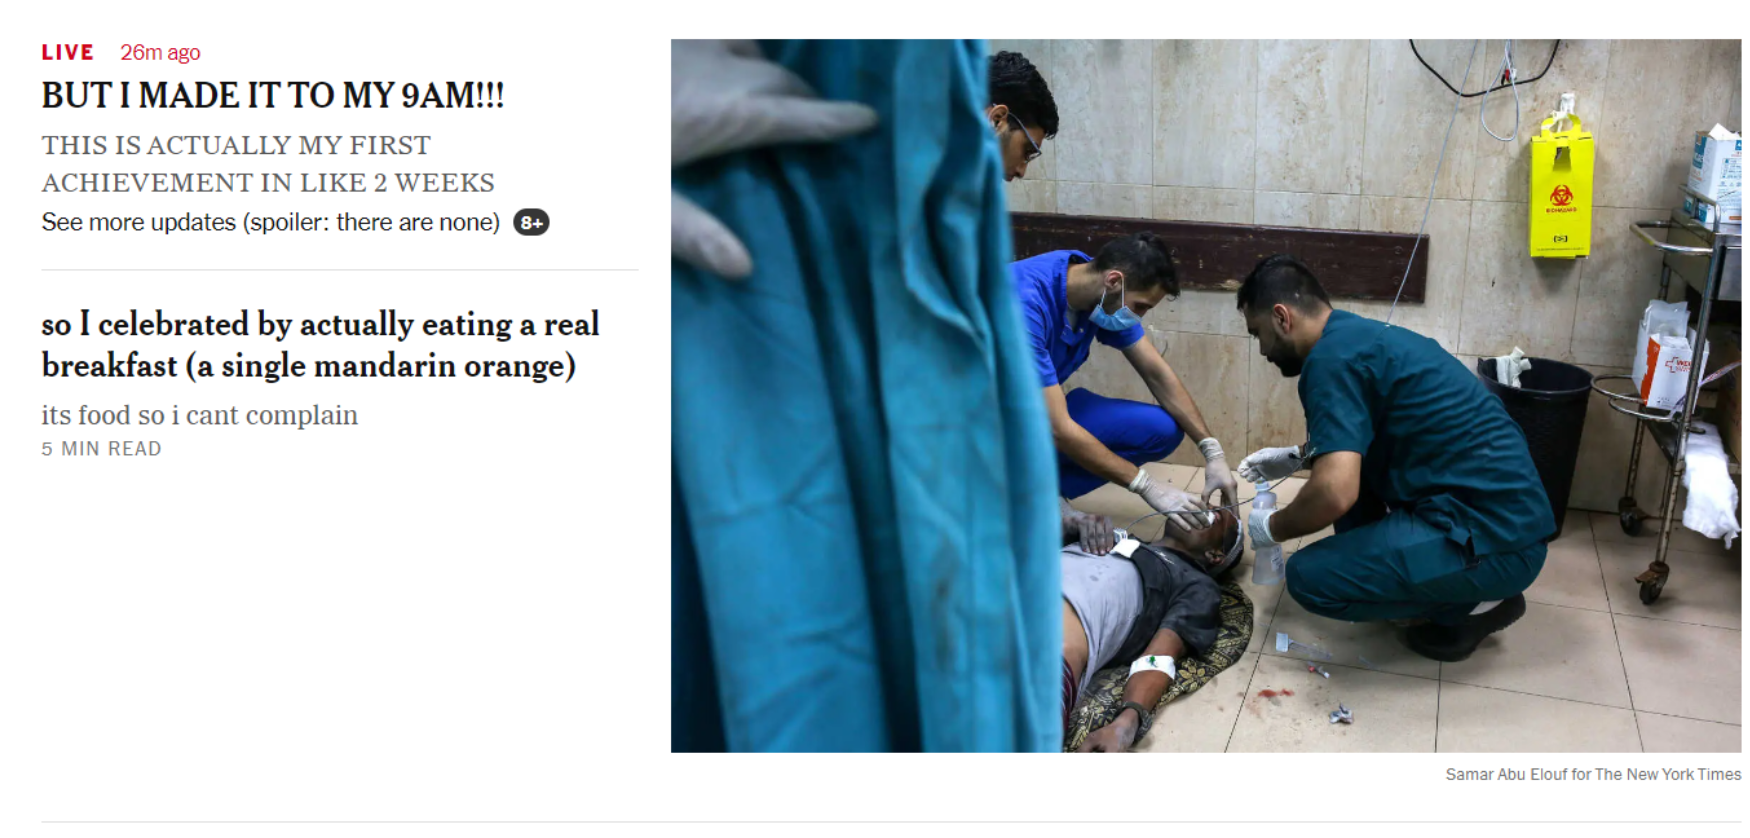 LIVE 26m ago
BUT I MADE IT TO MY 9AM!!!
THIS IS ACTUALLY MY FIRST
ACHIEVEMENT IN LIKE 2 WEEKS
See more updates (spoiler: there are none) 8+
so I celebrated by actually eating a real
breakfast (a single mandarin orange)
its food so i cant complain
5 MIN READ
BIOHAZARD
Samar Abu Elouf for The New York Times